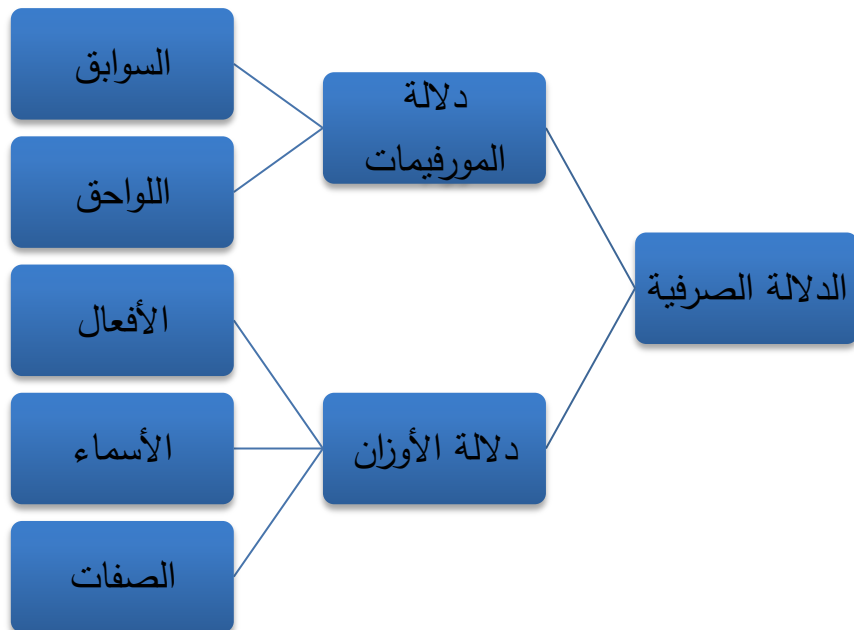 الدلالة الصرفية
دلالة
المورفيمات
السوابق
اللواحق
دلالة الأوزان
الأفعال
الأسماء
الصفات